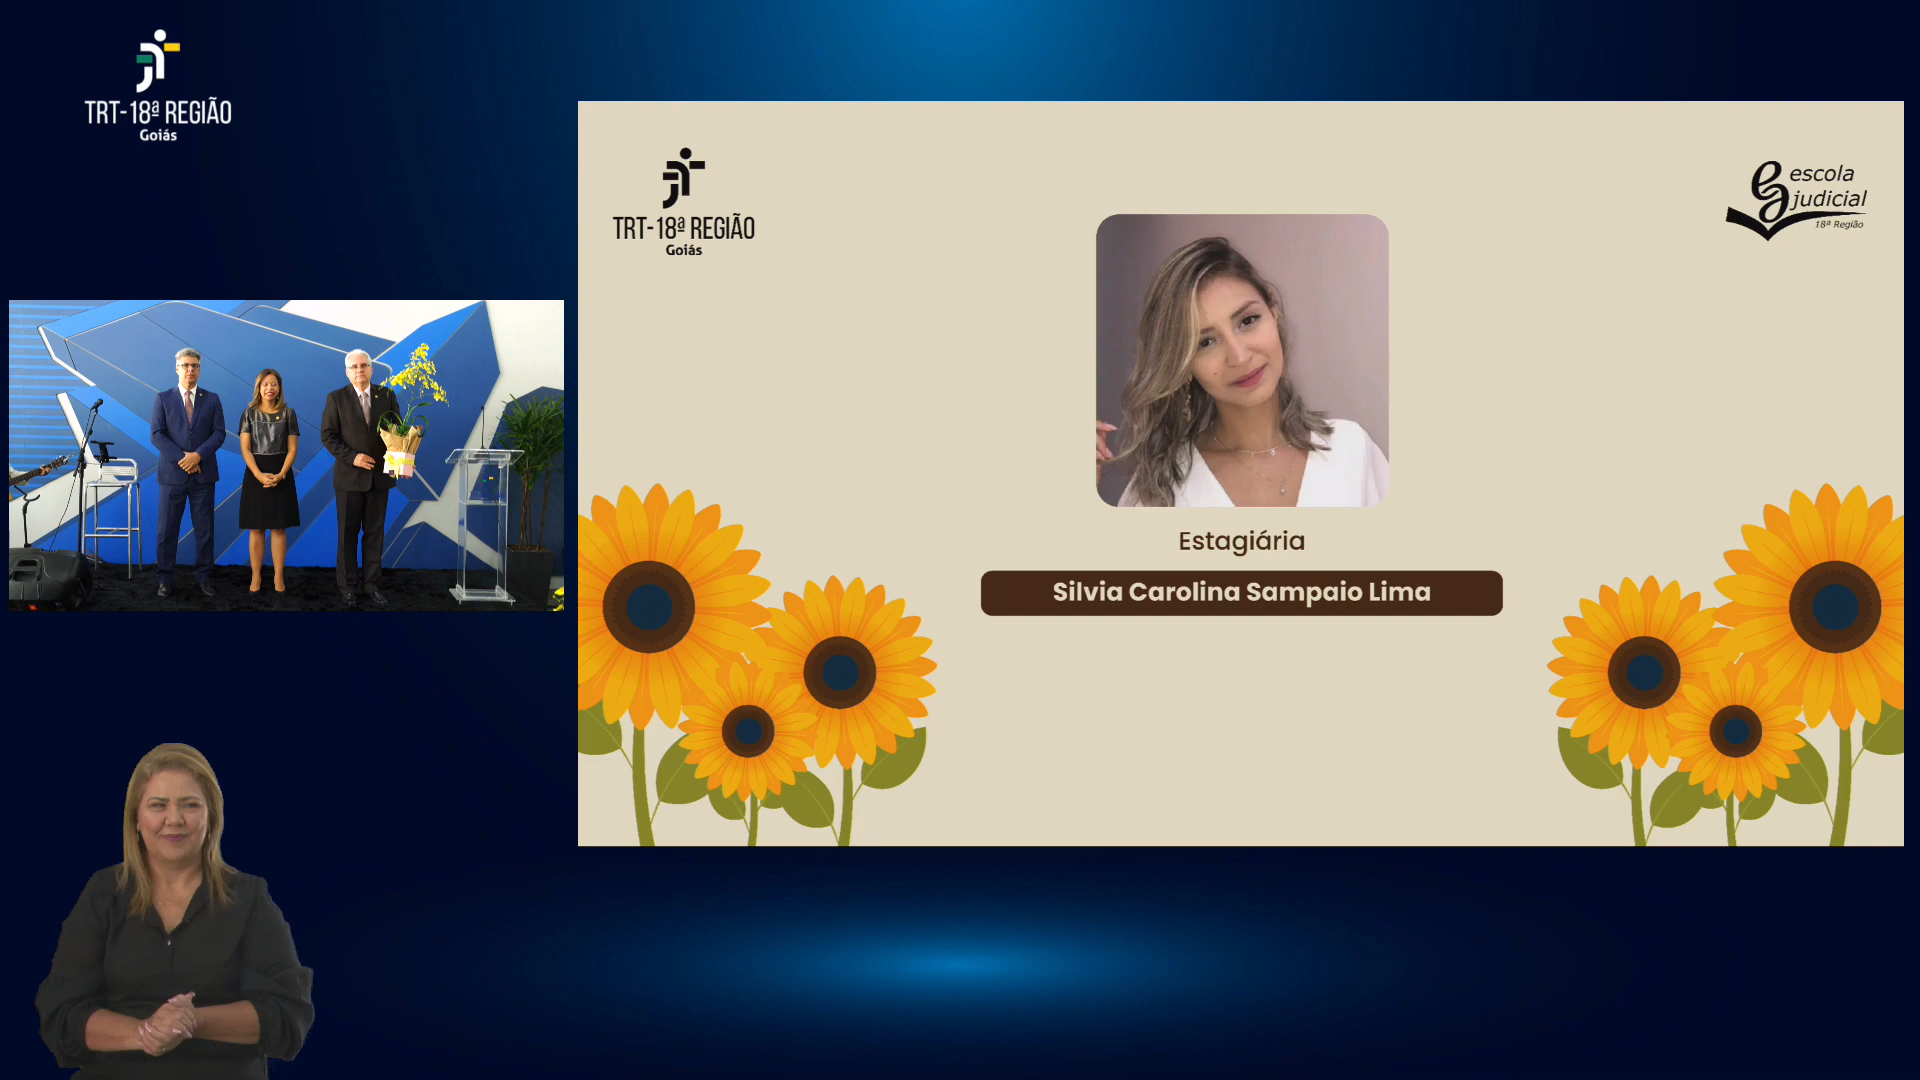 TRT-18ª REGIÃO
Goiás
TRT-18ª REGIÃO
Goiás
escola
judicial
18ª Região
Estagiária
Silvia Carolina Sampaio Lima